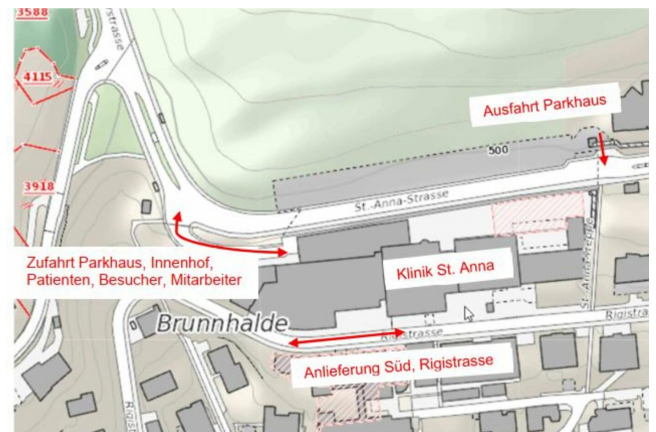 3588
4115
3918
Ausfahrt Parkhaus
500
St.-Anna-Strasse
Zufahrt Parkhaus, Innenhof,
Patienten, Besucher, Mitarbeiter
Klinik St. Anna
Brunnhalde
Rigistrasse
Anlieferung Süd, Rigistrasse